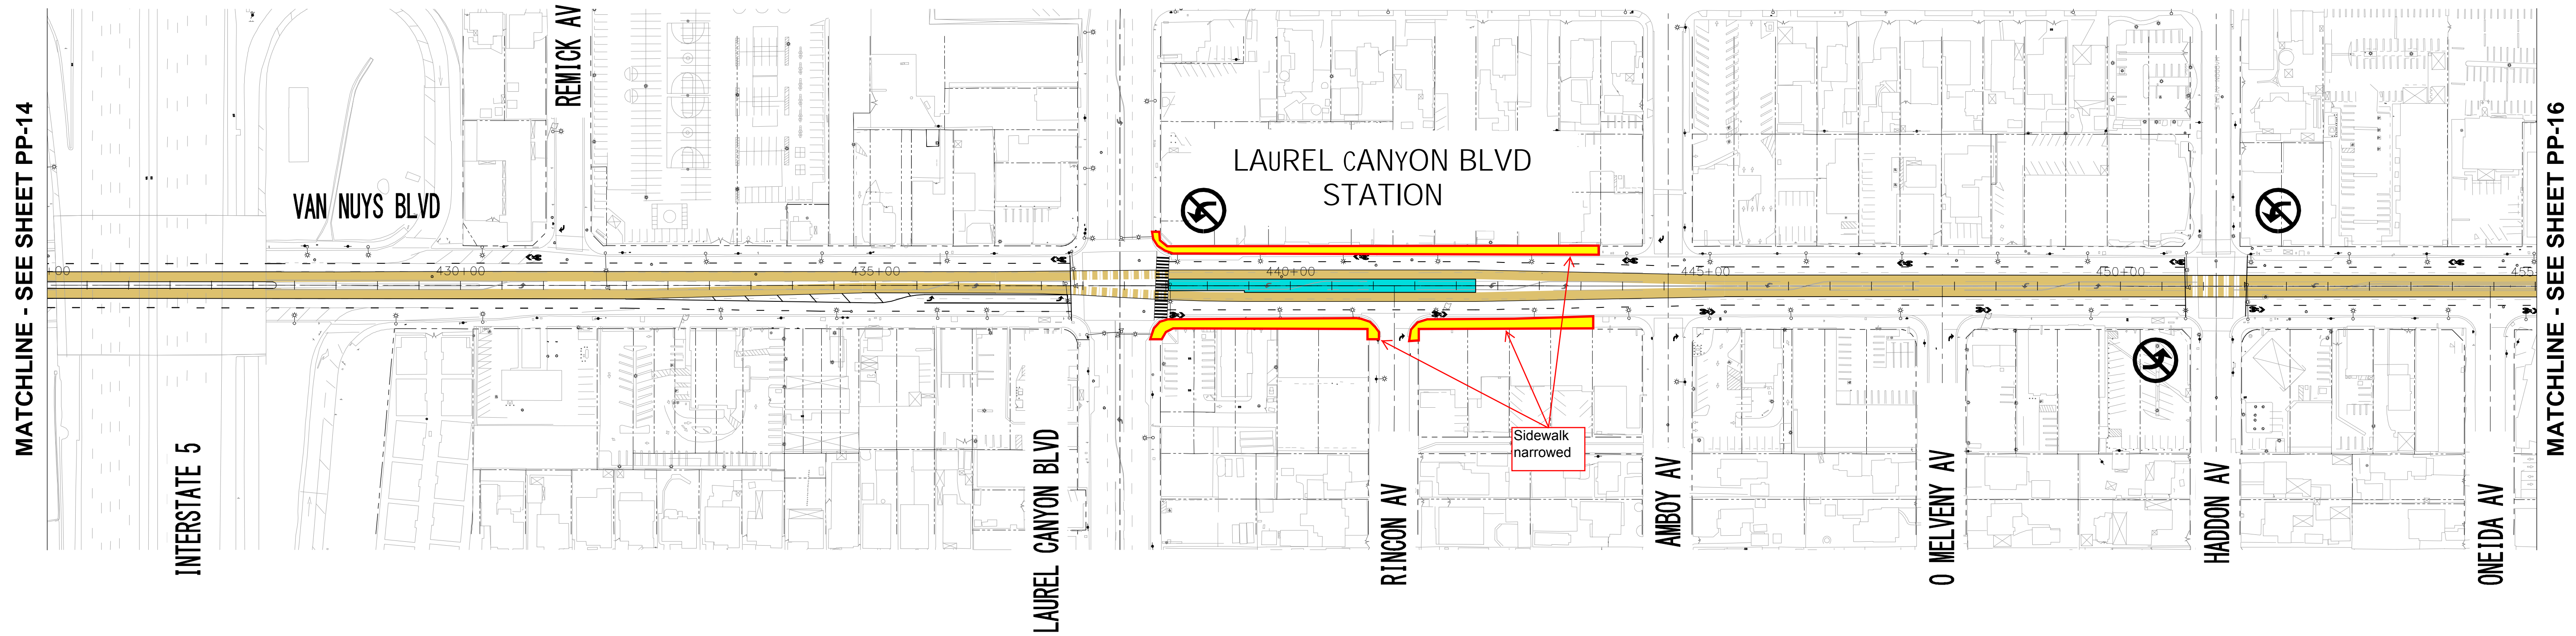 MATCHLINE - SEE SHEET PP-14
VAN NUYS BLVD
INTERSTATE 5
REMICK AV
LAUREL CANYON BLVD
LAUREL CANYON BLVD
STATION
+00
430+00
435+00
440+00
445+00
450+00
455
Sidewalk
narrowed
RINCON AV
AMBOY AV
O MELVENY AV
HADDON AV
ONEIDA AV
MATCHLINE - SEE SHEET PP-16